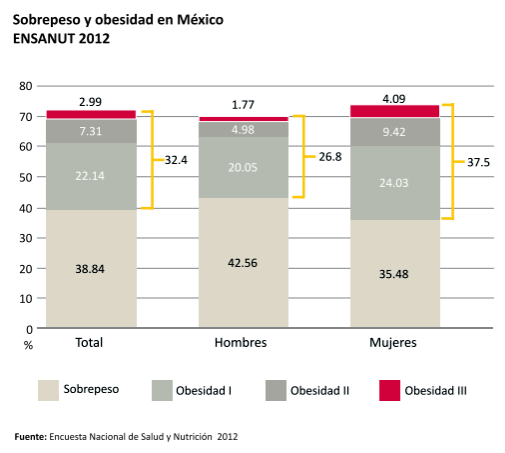 Sobrepeso y obesidad en México
ENSANUT 2012
80
70
60
50
40
30
20
10
0
%
2.99
7.31
22.14
38.84
32.4
1.77
4.98
20.05
42.56
26.8
4.09
9.42
24.03
35.48
37.5
Total
Hombres
Mujeres
Sobrepeso
Obesidad I
Obesidad II
Obesidad III
Fuente: Encuesta Nacional de Salud y Nutrición 2012